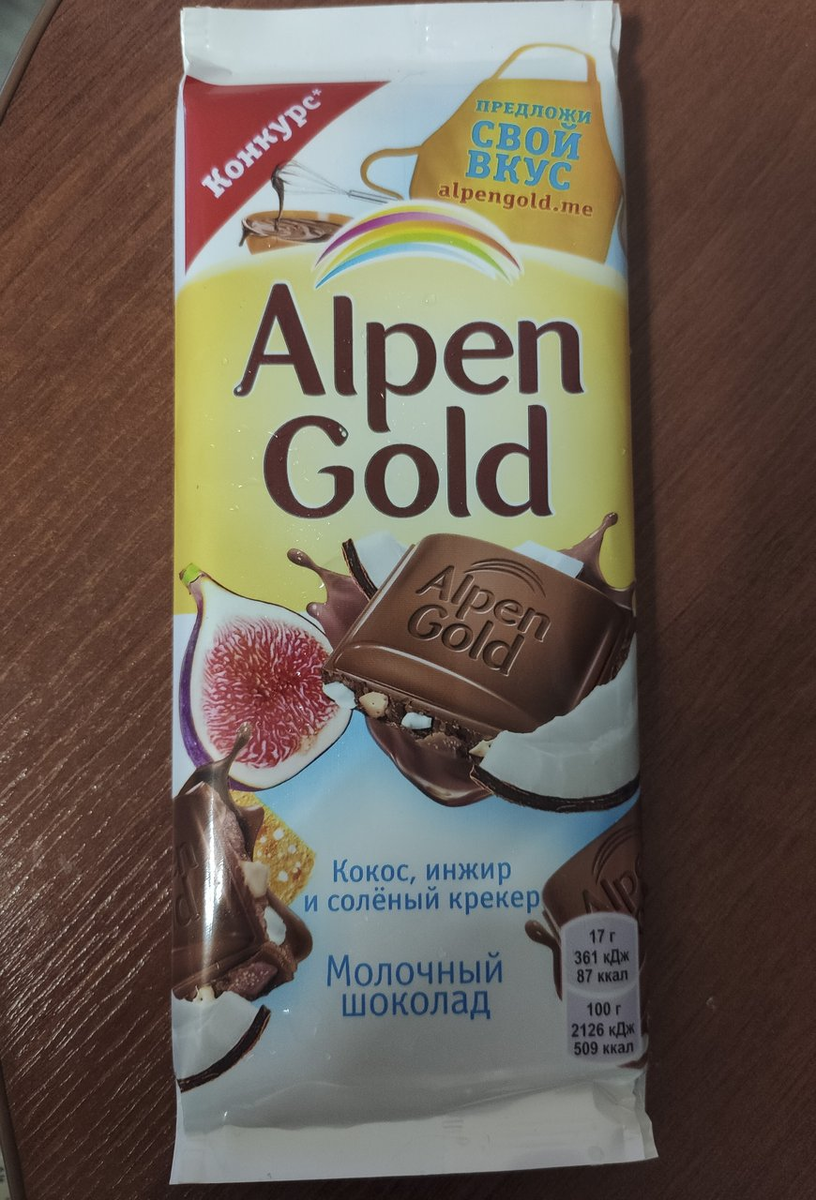 Конкурс*
ПРЕДЛОЖИ
СВОЙ
ВКУС
alpengold.me
Alpen
Gold
Alpen
Gold
Кокос, инжир
и солёный крекер
Молочный
шоколад
17 г
361 кДж
87 ккал
100 г
2126 кДж
509 ккал